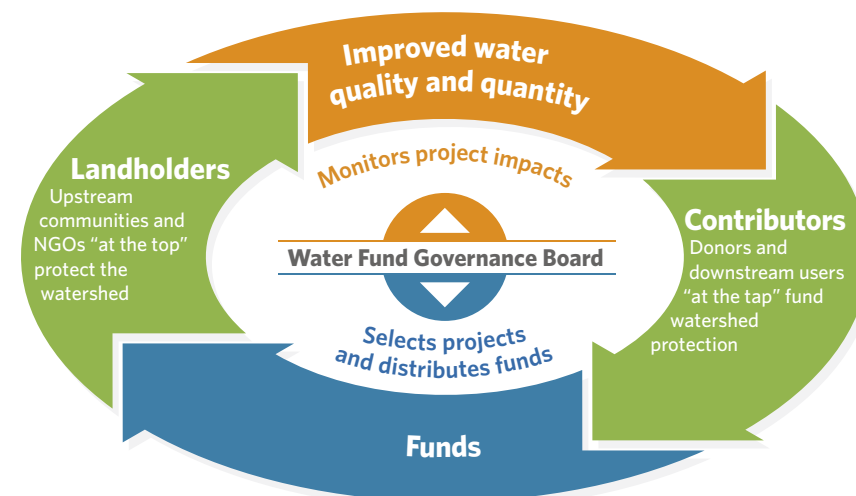 Improved water
quality and quantity
Monitors project impacts
Landholders
Upstream
communities and
NGOs “at the top”
protect the
watershed
Water Fund Governance Board
Contributors
Donors and
downstream users
“at the tap” fund
watershed
protection
Selects projects
and distributes funds
Funds